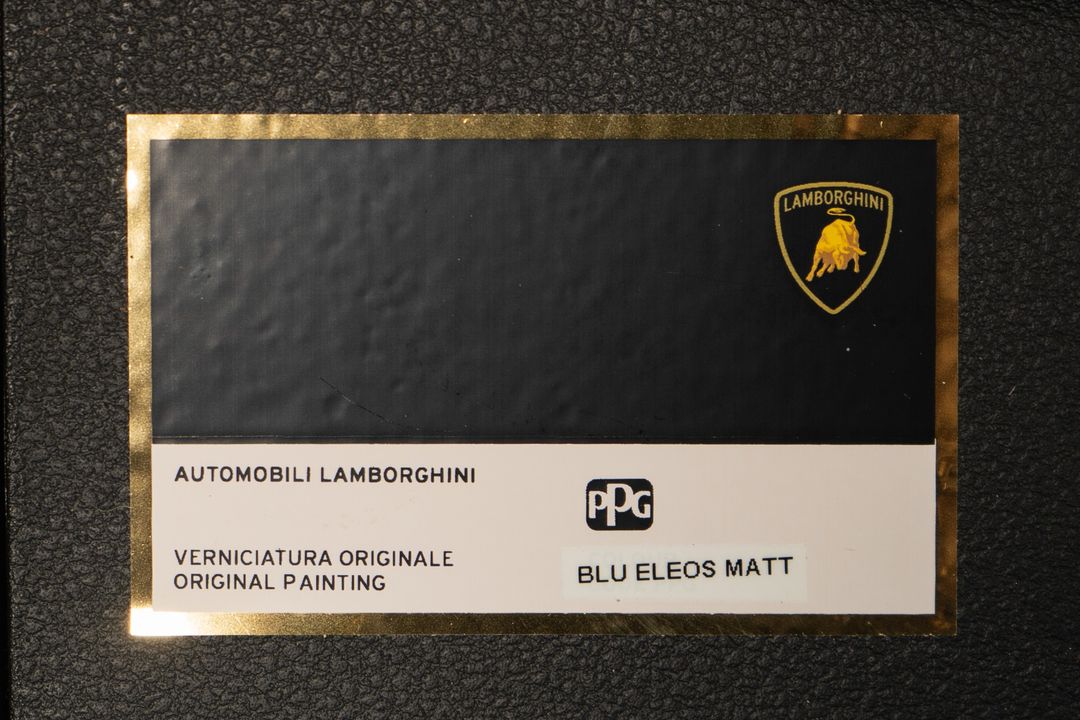 LAMBORGHINI
AUTOMOBILI LAMBORGHINI
PPG
VERNICIATURA ORIGINALE
ORIGINAL PAINTING
BLU ELEOS MATT